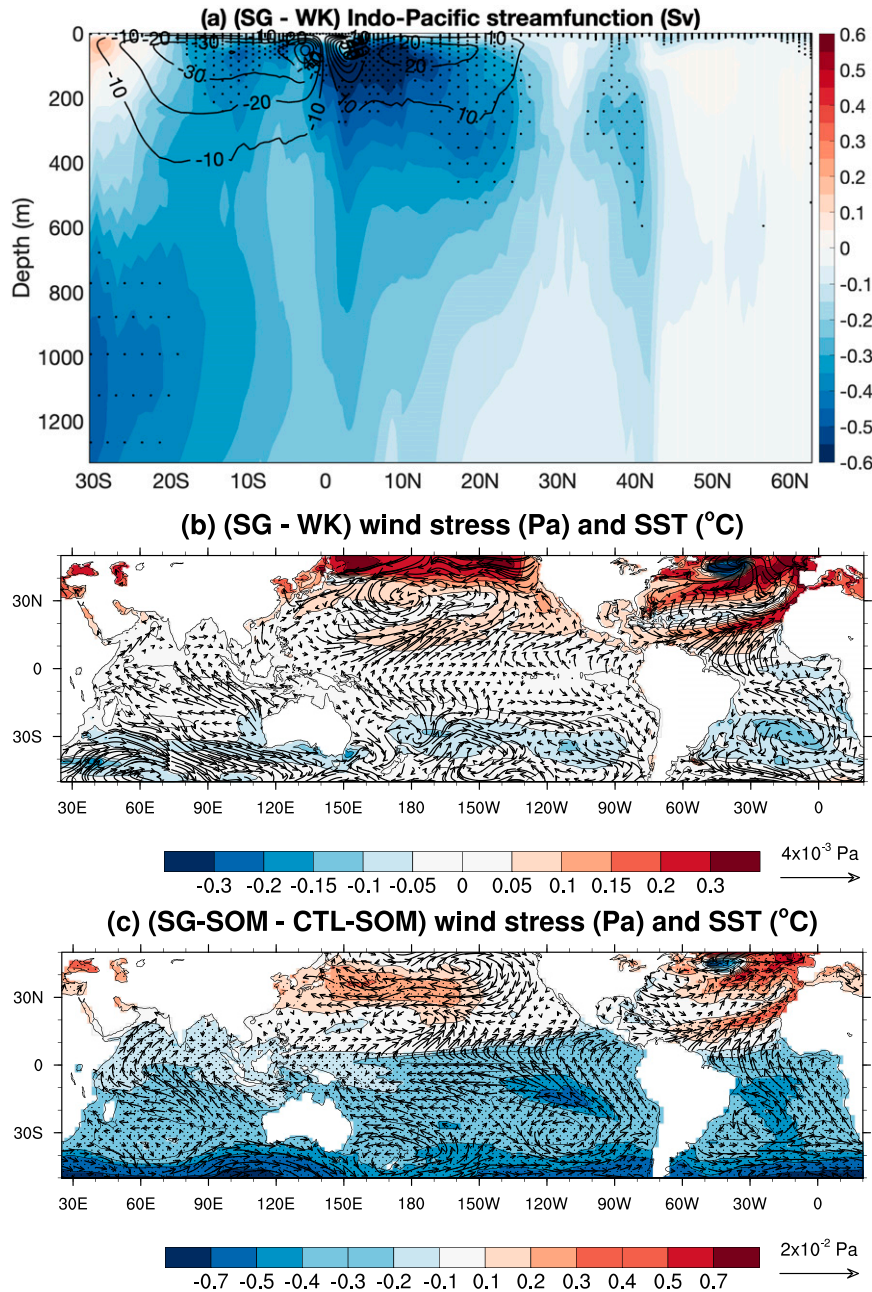 (a) (SG - WK) Indo-Pacific streamfunction (Sv)
0
200
400
600
800
1000
1200
Depth (m)
-10
-20
-30
-10
-10
-20
-30
-20
-10
-10
10
20
10
10
30S
20S
10S
0
10N
20N
30N
40N
50N
60N
0.6
0.5
0.4
0.3
0.2
0.1
0
-0.1
-0.2
-0.3
-0.4
-0.5
-0.6
(b) (SG - WK) wind stress (Pa) and SST (°C)
30N
0
30S
30E
60E
90E
120E
150E
180E
150W
120W
90W
60W
30W
0
-0.3
-0.2
-0.15
-0.1
-0.05
0
0.05
0.1
0.15
0.2
0.3
4x10⁻³ Pa
(c) (SG-SOM - CTL-SOM) wind stress (Pa) and SST (°C)
30N
0
30S
30E
60E
90E
120E
150E
180E
150W
120W
90W
60W
30W
0
-0.7
-0.5
-0.4
-0.3
-0.2
-0.1
0.1
0.2
0.3
0.4
0.5
0.7
2x10⁻² Pa